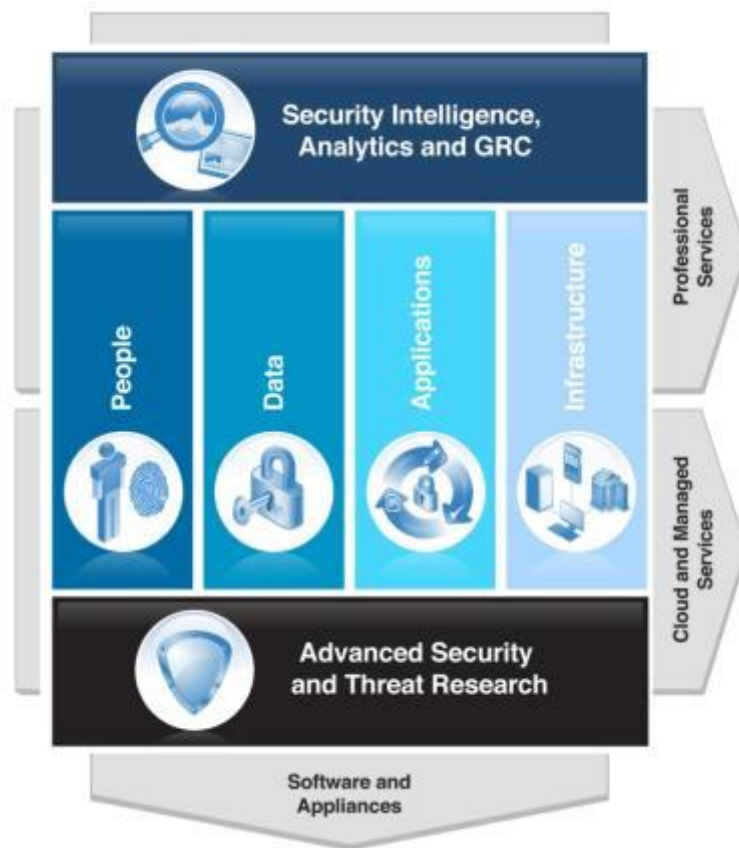 Security Intelligence,
Analytics and GRC
People
Data
Applications
Infrastructure
Advanced Security
and Threat Research
Professional
Services
Cloud and Managed
Services
Software and
Appliances